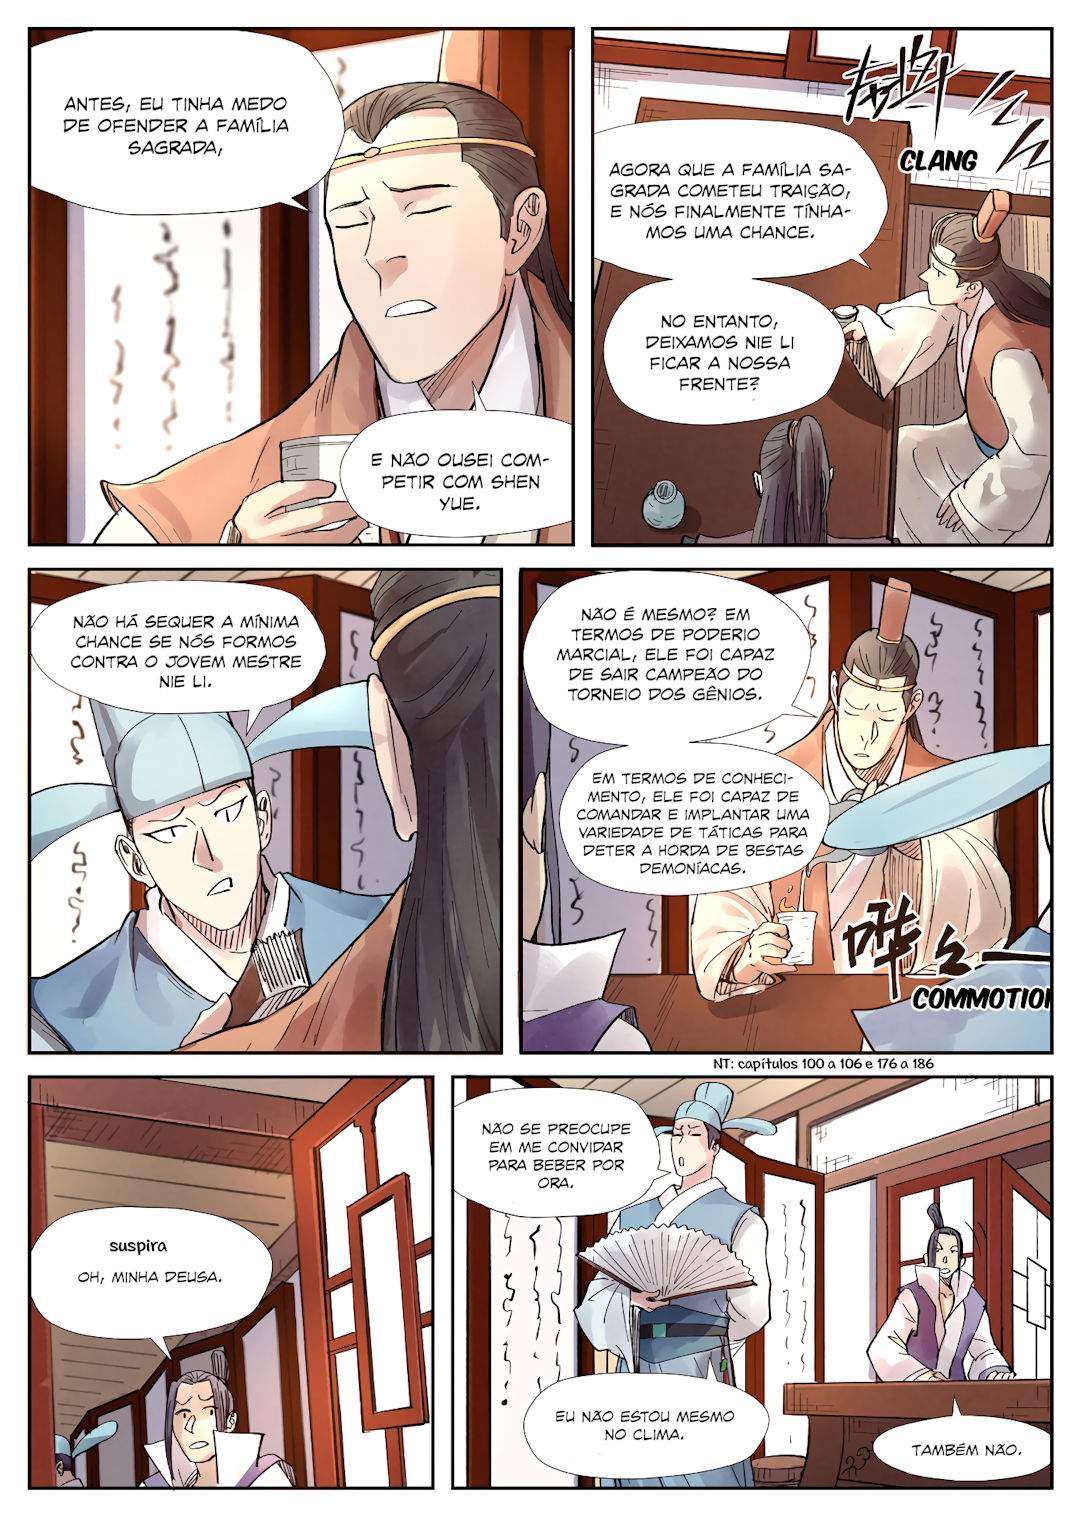 ANTES, EU TINHA MEDO
DE OFENDER A FAMÍLIA
SAGRADA,
E NÃO OUSEI COM-
PETIR COM SHEN
YUE.
CLANG
AGORA QUE A FAMÍLIA SA-
GRADA COMETEU TRAIÇÃO,
E NÓS FINALMENTE TÍNHA-
MOS UMA CHANCE.
NO ENTANTO,
DEIXAMOS NIE LI
FICAR A NOSSA
FRENTE?
NÃO HÁ SEQUER A MÍNIMA
CHANCE SE NÓS FORMOS
CONTRA O JOVEM MESTRE
NIE LI.
NÃO É MESMO? EM
TERMOS DE PODERIO
MARCIAL, ELE FOI CAPAZ
DE SAIR CAMPEÃO DO
TORNEIO DOS GÊNIOS.
EM TERMOS DE CONHECI-
MENTO, ELE FOI CAPAZ DE
COMANDAR E IMPLANTAR UMA
VARIEDADE DE TÁTICAS PARA
DETER A HORDA DE BESTAS
DEMONÍACAS.
COMMOTION
NT: capítulos 100 a 106 e 176 a 186
suspira
OH, MINHA DEUSA.
NÃO SE PREOCUPE
EM ME CONVIDAR
PARA BEBER POR
ORA.
EU NÃO ESTOU MESMO
NO CLIMA.
TAMBÉM NÃO.